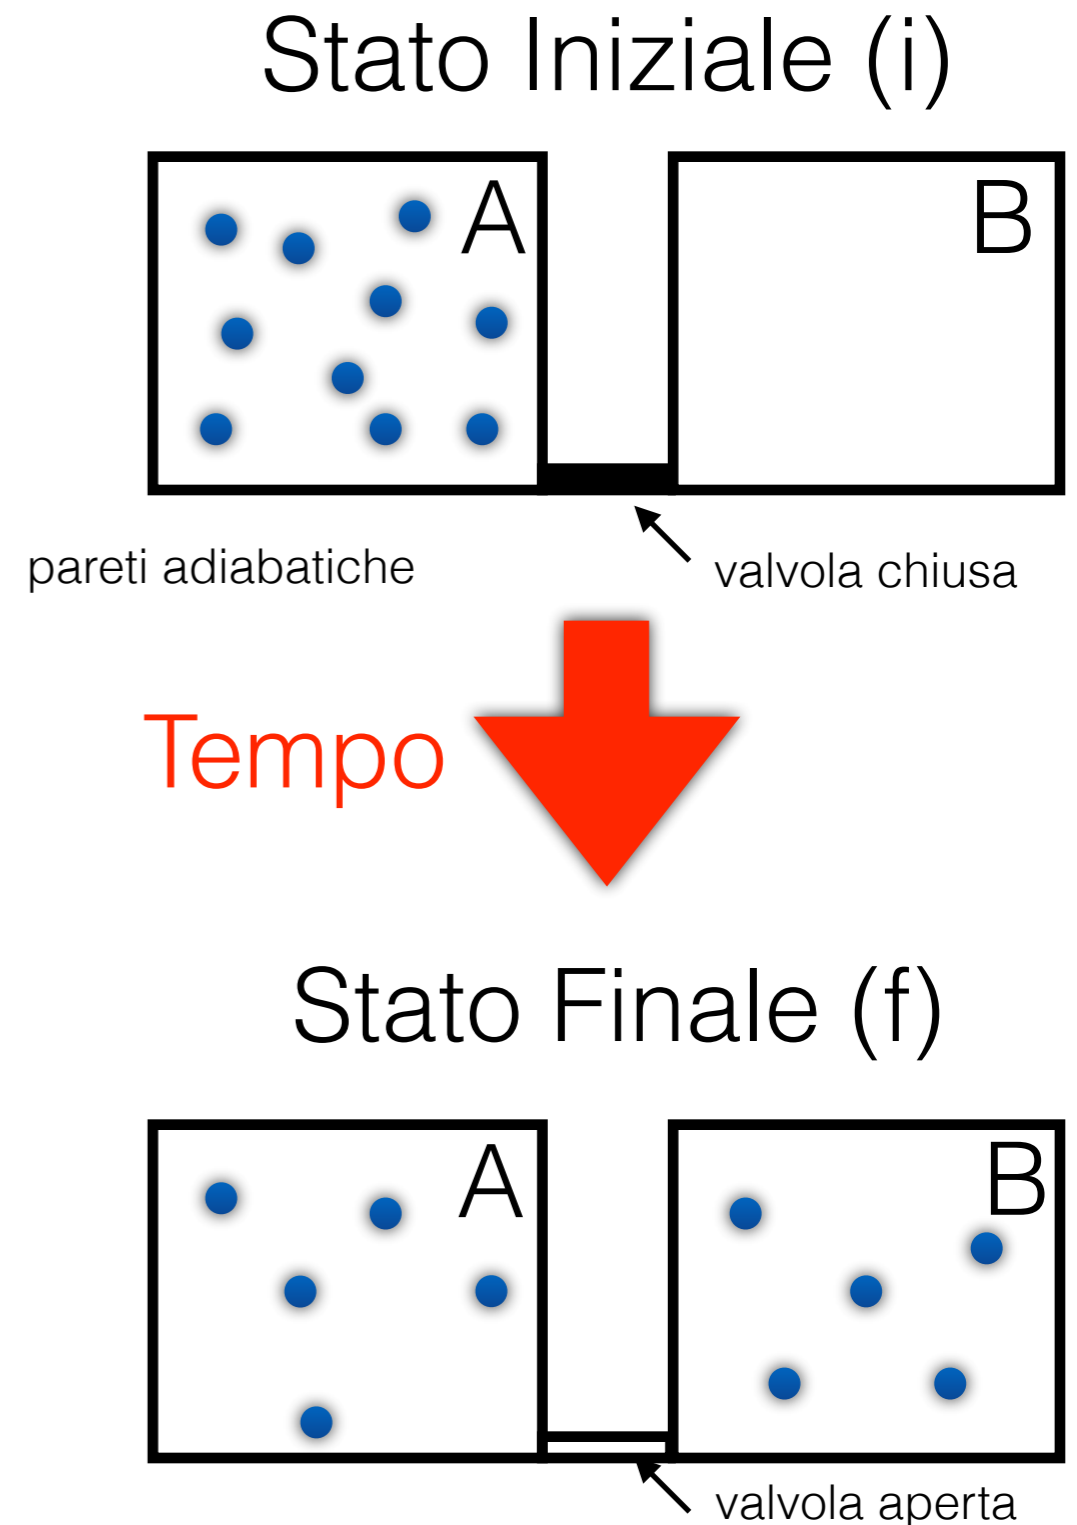 Stato Iniziale (i)
A
B
pareti adiabatiche
valvola chiusa
Tempo
Stato Finale (f)
A
B
valvola aperta